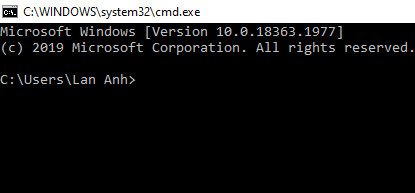 C:\WINDOWS\system32\cmd.exe
Microsoft Windows [Version 10.0.18363.1977]
(c) 2019 Microsoft Corporation. All rights reserved.
C:\Users\Lan Anh>